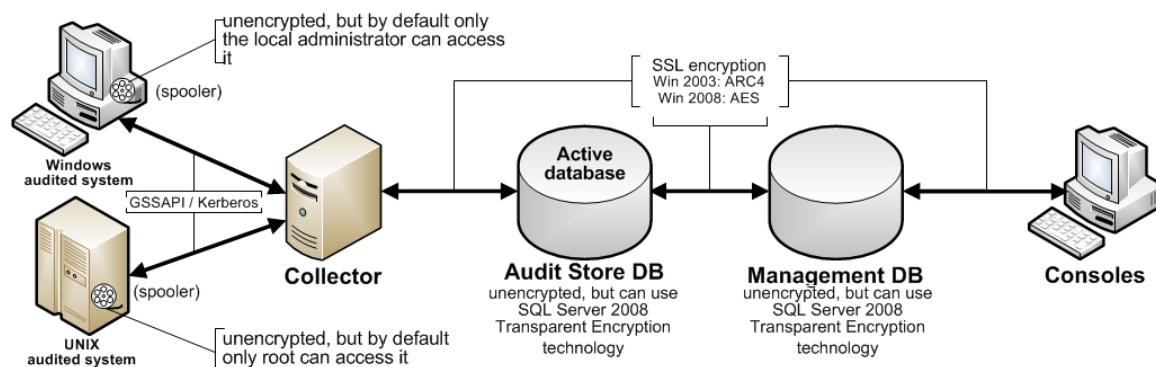 unencrypted, but by default only
the local administrator can access
it
(spooler)
Windows
audited system
GSSAPI / Kerberos
(spooler)
UNIX
audited system
unencrypted, but by default
only root can access it
Collector
SSL encryption
Win 2003: ARC4
Win 2008: AES
Active
database
Audit Store DB
unencrypted, but can use
SQL Server 2008
Transparent Encryption
technology
Management DB
unencrypted, but can use
SQL Server 2008
Transparent Encryption
technology
Consoles